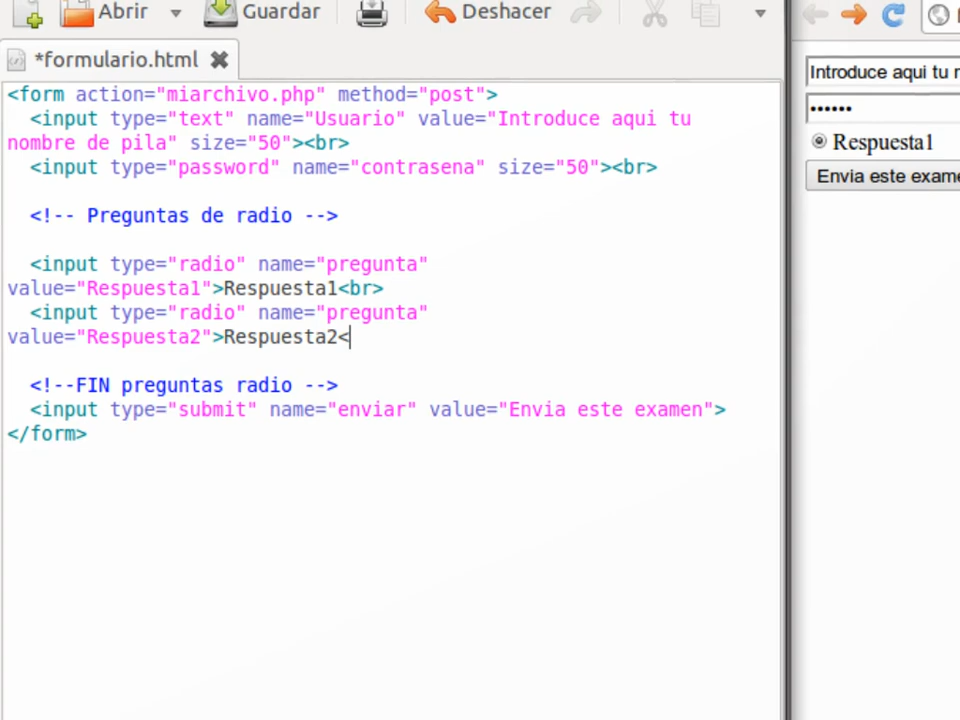 Abrir Guardar Deshacer
*formulario.html
<form action="miarchivo.php" method="post">
<input type="text" name="Usuario" value="Introduce aqui tu
nombre de pila" size="50"><br>
<input type="password" name="contrasena" size="50"><br>
<!-- Preguntas de radio -->
<input type="radio" name="pregunta"
value="Respuesta1">Respuesta1<br>
<input type="radio" name="pregunta"
value="Respuesta2">Respuesta2<
<!--FIN preguntas radio -->
<input type="submit" name="enviar" value="Envia este examen">
</form>
Introduce aqui tu
••••••
Respuesta1
Envia este exame